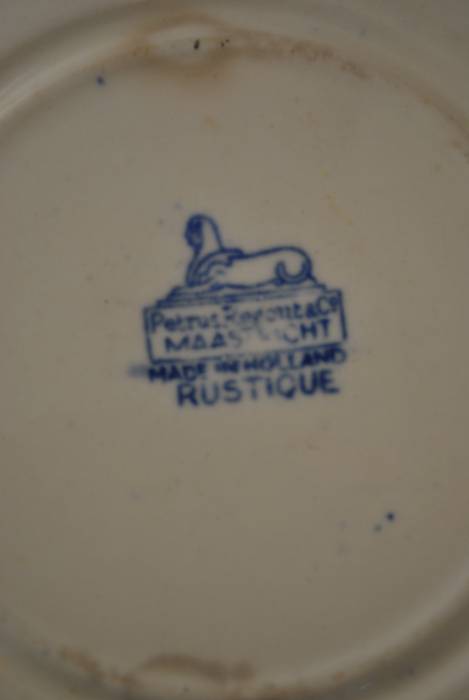 Petrus Regout & Co
MAASTRICHT
MADE IN HOLLAND
RUSTIQUE